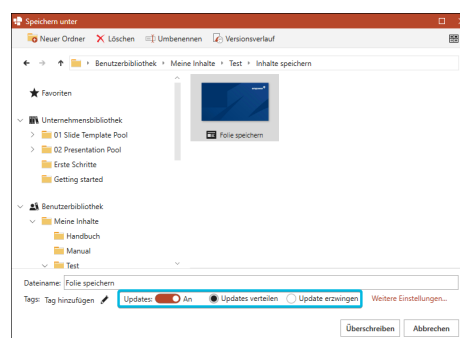 Speichern unter
Neuer Ordner Löschen Umbenennen Versionsverlauf
Benutzerbibliothek Meine Inhalte Test Inhalte speichern
Favoriten
Unternehmensbibliothek
01 Slide Template Pool
02 Presentation Pool
Erste Schritte
Getting started
Benutzerbibliothek
Meine Inhalte
Handbuch
Manual
Test
Folie speichern
Dateiname: Folie speichern
Tags: Tag hinzufügen Updates: An Updates verteilen Update erzwingen Weitere Einstellungen...
Überschreiben Abbrechen